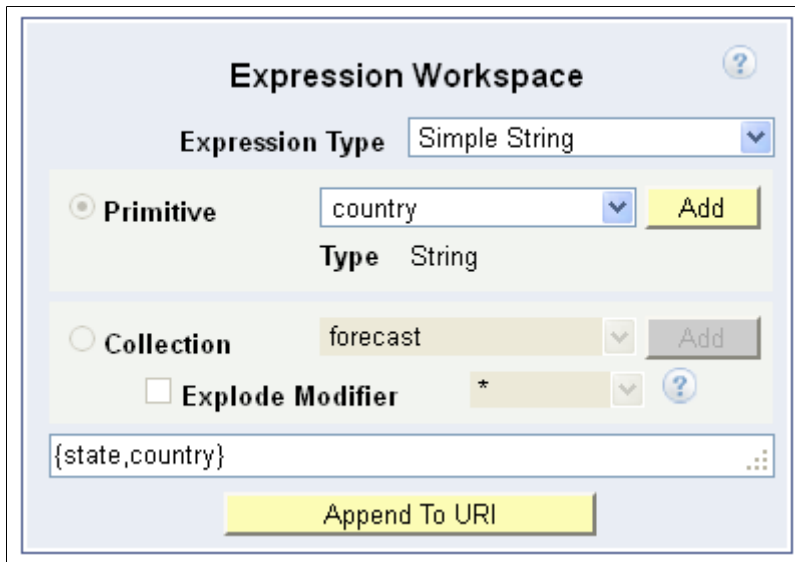 Expression Workspace ?
Expression Type Simple String
Primitive country Add
Type String
Collection forecast Add
Explode Modifier * ?
{state,country}
Append To URI